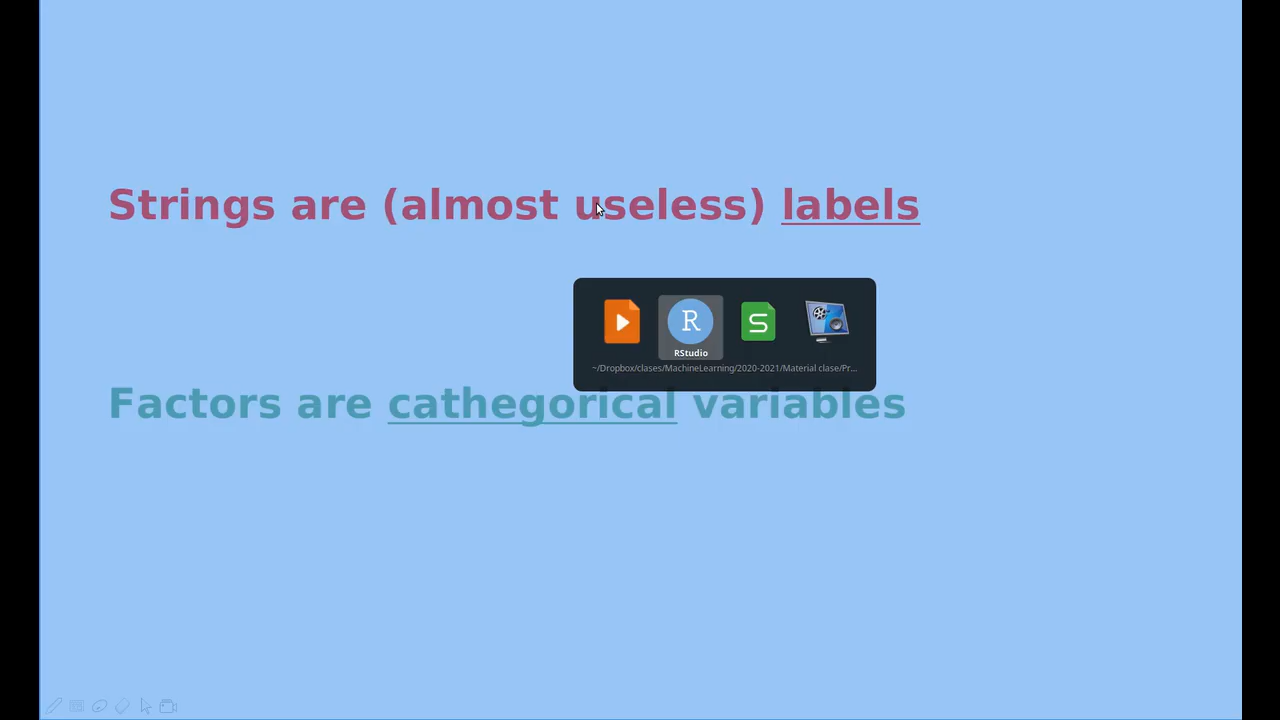 Strings are (almost useless) labels
R
S
RStudio
~/Dropbox/clases/MachineLearning/2020-2021/Material clase/Pr...
Factors are cathegorical variables